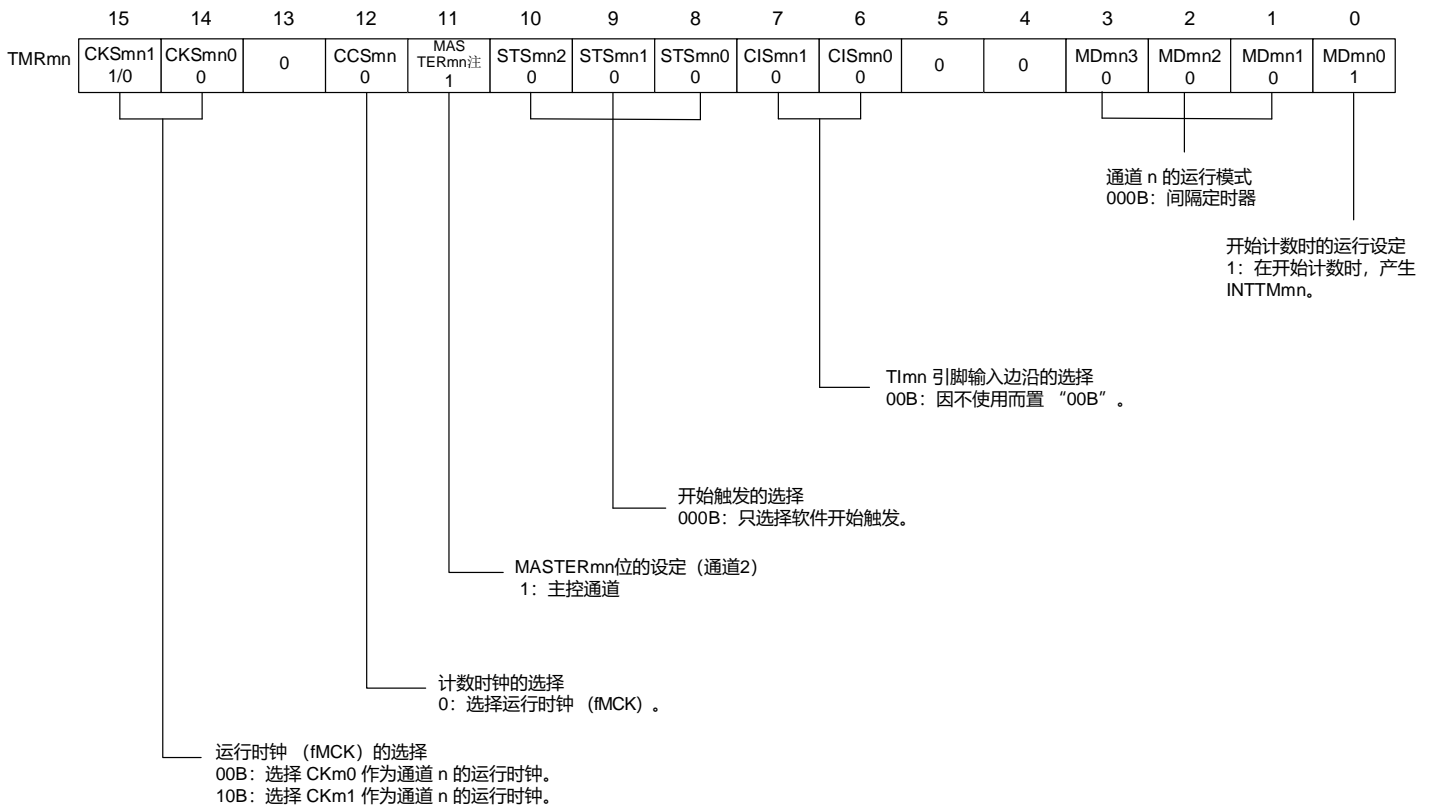 15 14 13 12 11 10 9 8 7 6 5 4 3 2 1 0
TMRmn CKSmn1 CKSmn0 0 CCSmn MAS TERmn注 STSmn2 STSmn1 STSmn0 CISmn1 CISmn0 0 0 MDmn3 MDmn2 MDmn1 MDmn0
1/0 0 0 1 0 0 0 0 0 0 0 0 1
通道 n 的运行模式
000B：间隔定时器
开始计数时的运行设定
1：在开始计数时，产生
INTTMmn。
TImn 引脚输入边沿的选择
00B：因不使用而置 “00B”。
开始触发的选择
000B：只选择软件开始触发。
MASTERmn位的设定（通道2）
1：主控通道
计数时钟的选择
0：选择运行时钟 （fMCK）。
运行时钟 （fMCK）的选择
00B：选择 CKm0 作为通道 n 的运行时钟。
10B：选择 CKm1 作为通道 n 的运行时钟。